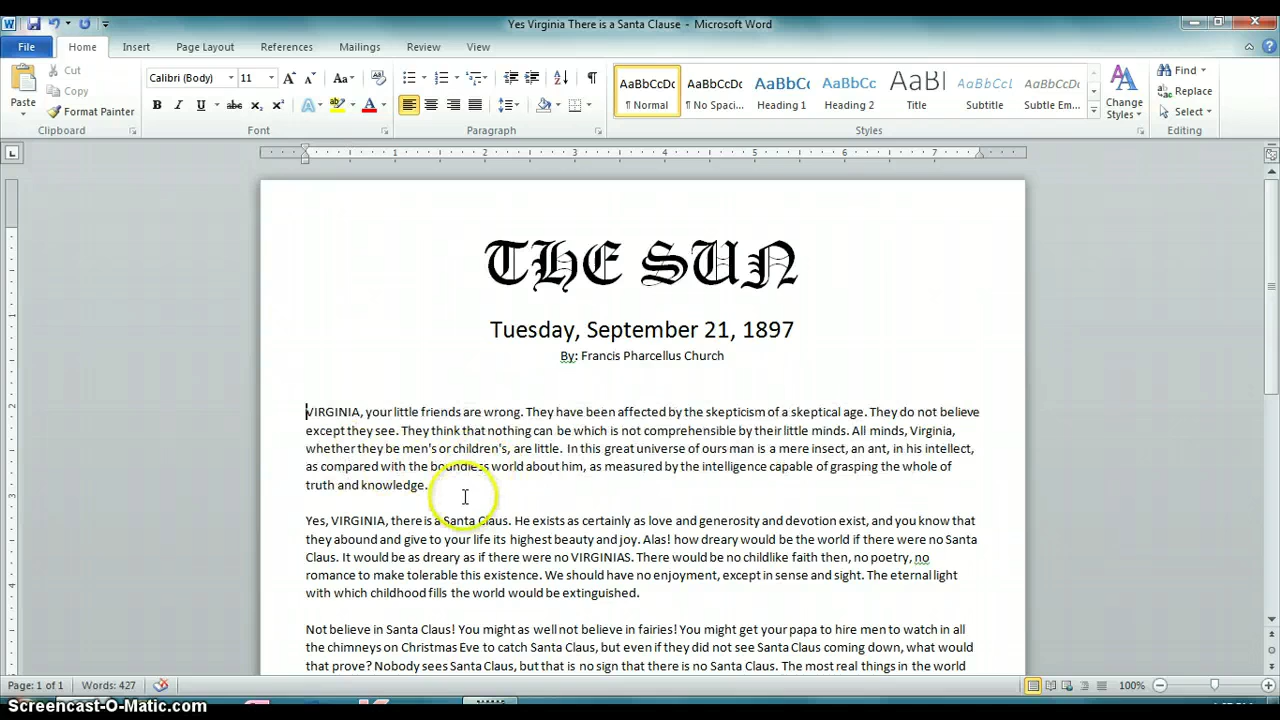 Yes Virginia There is a Santa Clause - Microsoft Word
File Home Insert Page Layout References Mailings Review View
Cut
Copy
Paste
Format Painter
Calibri (Body) 11
AaBbCcDc AaBbCcDc AaBbCc AaBbCc AaBl AaBbCcL AaBbCcDc
¶ Normal ¶ No Spaci... Heading 1 Heading 2 Title Subtitle Subtle Em...
Change
Styles
Find
Replace
Select
Clipboard Font Paragraph Styles Editing
1 2 3 4 5 6 7
THE SUN
Tuesday, September 21, 1897
By: Francis Pharcellus Church
VIRGINIA, your little friends are wrong. They have been affected by the skepticism of a skeptical age. They do not believe
except they see. They think that nothing can be which is not comprehensible by their little minds. All minds, Virginia,
whether they be men's or children's, are little. In this great universe of ours man is a mere insect, an ant, in his intellect,
as compared with the boundless world about him, as measured by the intelligence capable of grasping the whole of
truth and knowledge.
Yes, VIRGINIA, there is a Santa Claus. He exists as certainly as love and generosity and devotion exist, and you know that
they abound and give to your life its highest beauty and joy. Alas! how dreary would be the world if there were no Santa
Claus. It would be as dreary as if there were no VIRGINIAS. There would be no childlike faith then, no poetry, no
romance to make tolerable this existence. We should have no enjoyment, except in sense and sight. The eternal light
with which childhood fills the world would be extinguished.
Not believe in Santa Claus! You might as well not believe in fairies! You might get your papa to hire men to watch in all
the chimneys on Christmas Eve to catch Santa Claus, but even if they did not see Santa Claus coming down, what would
that prove? Nobody sees Santa Claus, but that is no sign that there is no Santa Claus. The most real things in the world
Page: 1 of 1 Words: 427 100%
Screencast-O-Matic.com